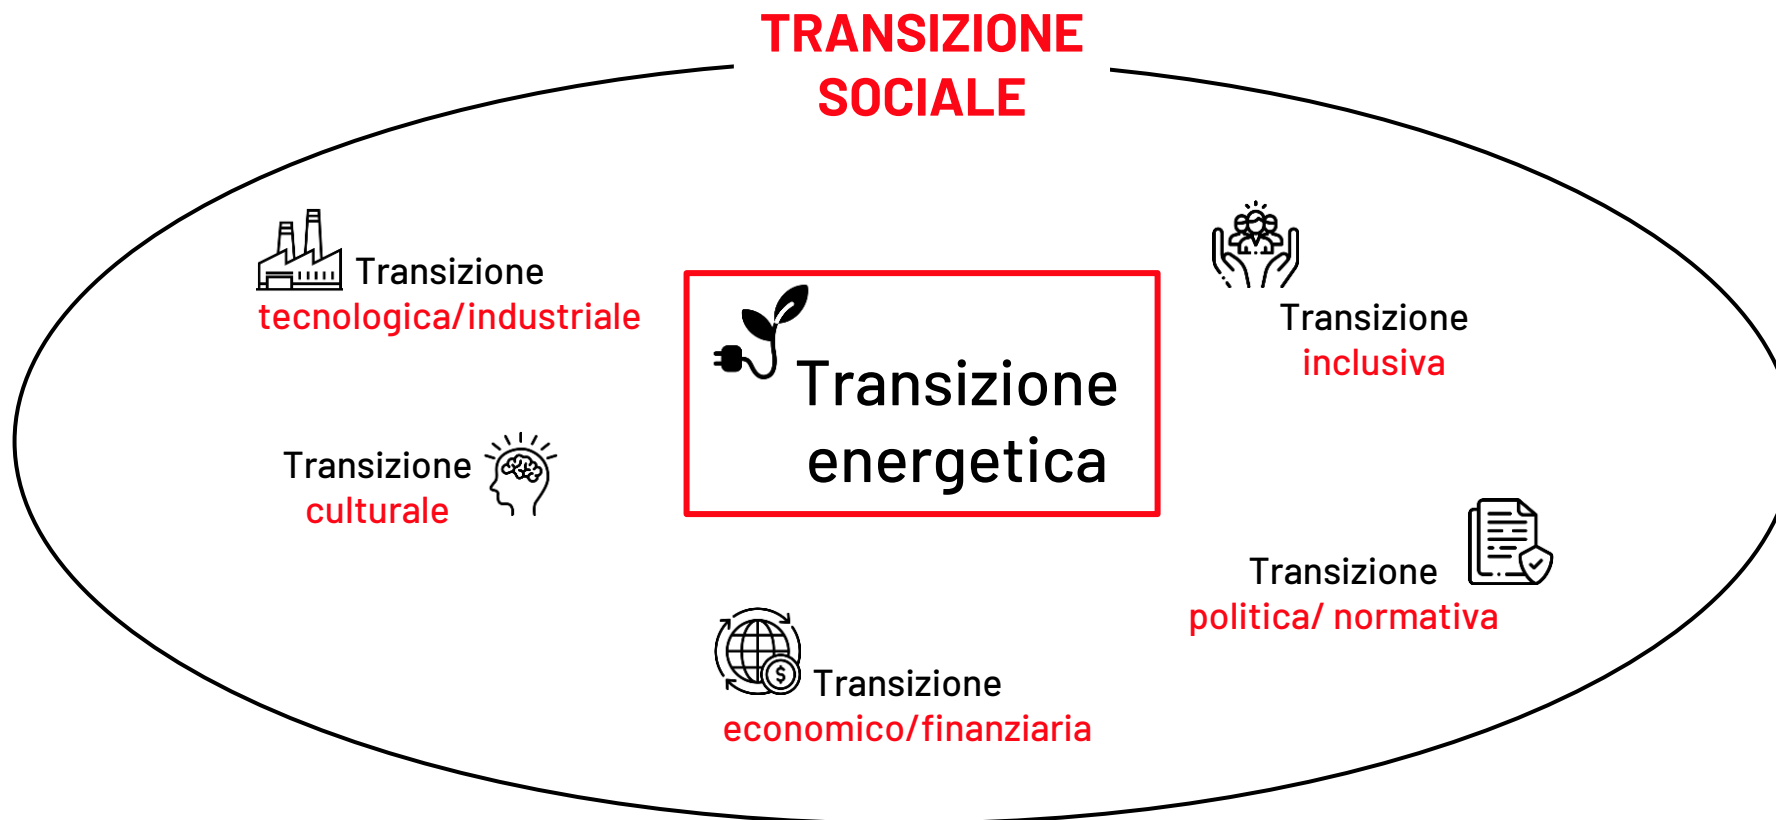 TRANSIZIONE
SOCIALE
Transizione
tecnologica/industriale
Transizione
inclusiva
Transizione
energetica
Transizione
culturale
Transizione
politica/ normativa
Transizione
economico/finanziaria
$